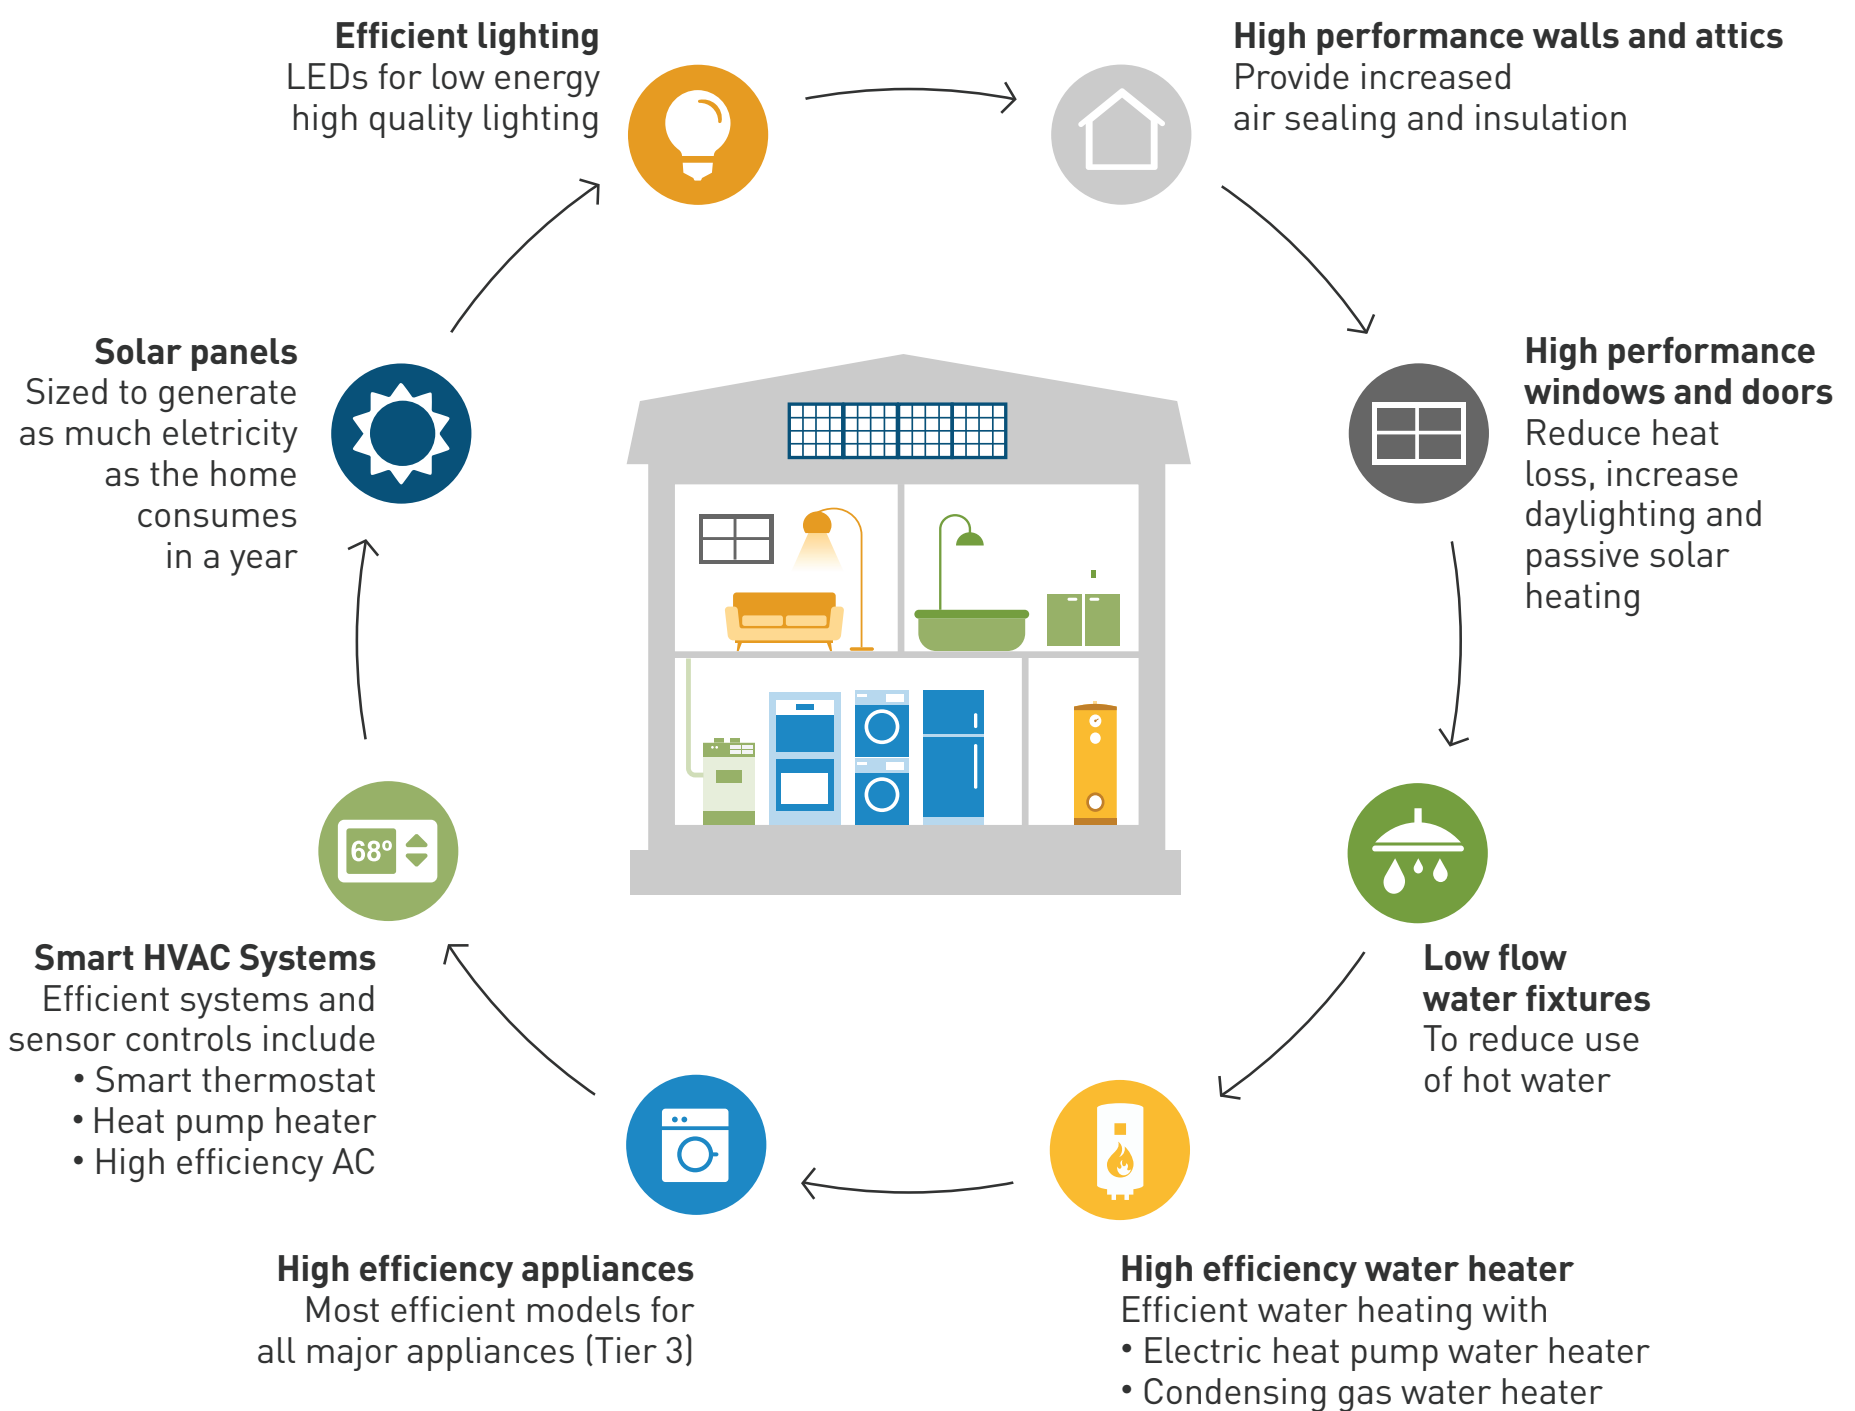 Efficient lighting
LEDs for low energy
high quality lighting
High performance walls and attics
Provide increased
air sealing and insulation
High performance
windows and doors
Reduce heat
loss, increase
daylighting and
passive solar
heating
Low flow
water fixtures
To reduce use
of hot water
High efficiency water heater
Efficient water heating with
• Electric heat pump water heater
• Condensing gas water heater
High efficiency appliances
Most efficient models for
all major appliances (Tier 3)
68º
Smart HVAC Systems
Efficient systems and
sensor controls include
• Smart thermostat
• Heat pump heater
• High efficiency AC
Solar panels
Sized to generate
as much eletricity
as the home
consumes
in a year